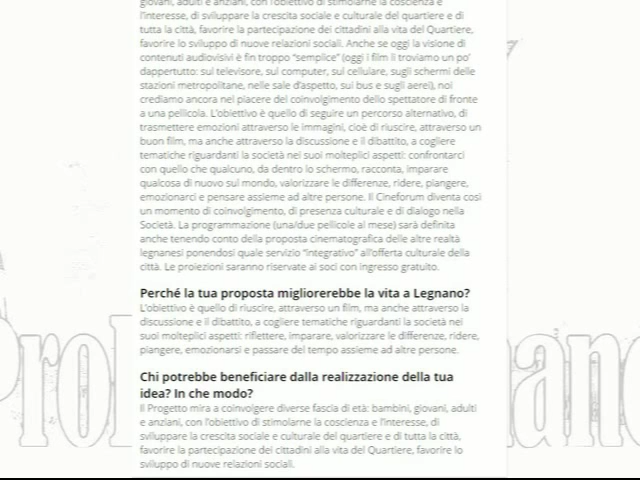 giovani, adulti e anziani, con l'obiettivo di stimolarne la coscienza e
l'interesse, di sviluppare la crescita sociale e culturale del quartiere e di
tutta la città, favorire la partecipazione dei cittadini alla vita del Quartiere,
favorire lo sviluppo di nuove relazioni sociali. Anche se oggi la visione di
contenuti audiovisivi è fin troppo "semplice" (oggi i film li troviamo un po'
dappertutto: sul televisore, sul computer, sul cellulare, sugli schermi delle
stazioni metropolitane, nelle sale d'aspetto, sui bus e sugli aerei), noi
crediamo ancora nel piacere del coinvolgimento dello spettatore di fronte
a una pellicola. L'obiettivo è quello di seguire un percorso alternativo, di
trasmettere emozioni attraverso le immagini, cioè di riuscire, attraverso un
buon film, ma anche attraverso la discussione e il dibattito, a cogliere
tematiche riguardanti la società nei suoi molteplici aspetti: confrontarci
con quello che qualcuno, da dentro lo schermo, racconta, imparare
qualcosa di nuovo sul mondo, valorizzare le differenze, ridere, piangere,
emozionarci e pensare assieme ad altre persone. Il Cineforum diventa così
un momento di coinvolgimento, di presenza culturale e di dialogo nella
Società. La programmazione (una/due pellicole al mese) sarà definita
anche tenendo conto della proposta cinematografica delle altre realtà
legnanesi ponendosi quale servizio "integrativo" all'offerta culturale della
città. Le proiezioni saranno riservate ai soci con ingresso gratuito.
Perché la tua proposta migliorerebbe la vita a Legnano?
L'obiettivo è quello di riuscire, attraverso un film, ma anche attraverso la
discussione e il dibattito, a cogliere tematiche riguardanti la società nei
suoi molteplici aspetti: riflettere, imparare, valorizzare le differenze, ridere,
piangere, emozionarsi e passare del tempo assieme ad altre persone.
Chi potrebbe beneficiare dalla realizzazione della tua
idea? In che modo?
Il Progetto mira a coinvolgere diverse fascia di età: bambini, giovani, adulti
e anziani, con l'obiettivo di stimolarne la coscienza e l'interesse, di
sviluppare la crescita sociale e culturale del quartiere e di tutta la città,
favorire la partecipazione dei cittadini alla vita del Quartiere, favorire lo
sviluppo di nuove relazioni sociali.